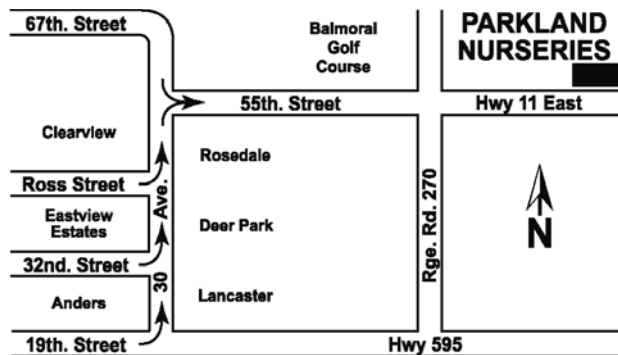 67th. Street
Balmoral
Golf
Course
PARKLAND
NURSERIES
55th. Street
Hwy 11 East
Clearview
Rosedale
Ross Street
30 Ave.
Rge. Rd. 270
Eastview
Estates
Deer Park
N
32nd. Street
Anders
Lancaster
19th. Street
Hwy 595